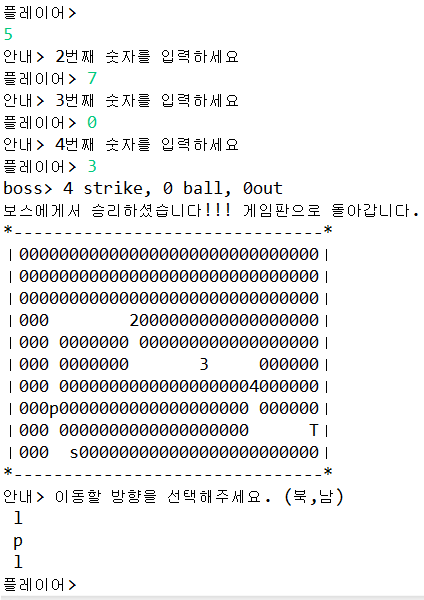 플레이어>
5
안내> 2번째 숫자를 입력하세요
플레이어> 7
안내> 3번째 숫자를 입력하세요
플레이어> 0
안내> 4번째 숫자를 입력하세요
플레이어> 3
boss> 4 strike, 0 ball, 0out
보스에게서 승리하셨습니다!!! 게임판으로 돌아갑니다.
*-------------------------------*
|000000000000000000000000000000|
|000000000000000000000000000000|
|000000000000000000000000000000|
|000        2000000000000000000|
|000 0000000 000000000000000000|
|000 0000000       3     000000|
|000 00000000000000000004000000|
|000p0000000000000000000 000000|
|000 0000000000000000000      T|
|000  s000000000000000000000000|
*-------------------------------*
안내> 이동할 방향을 선택해주세요. (북,남)
l
p
l
플레이어>